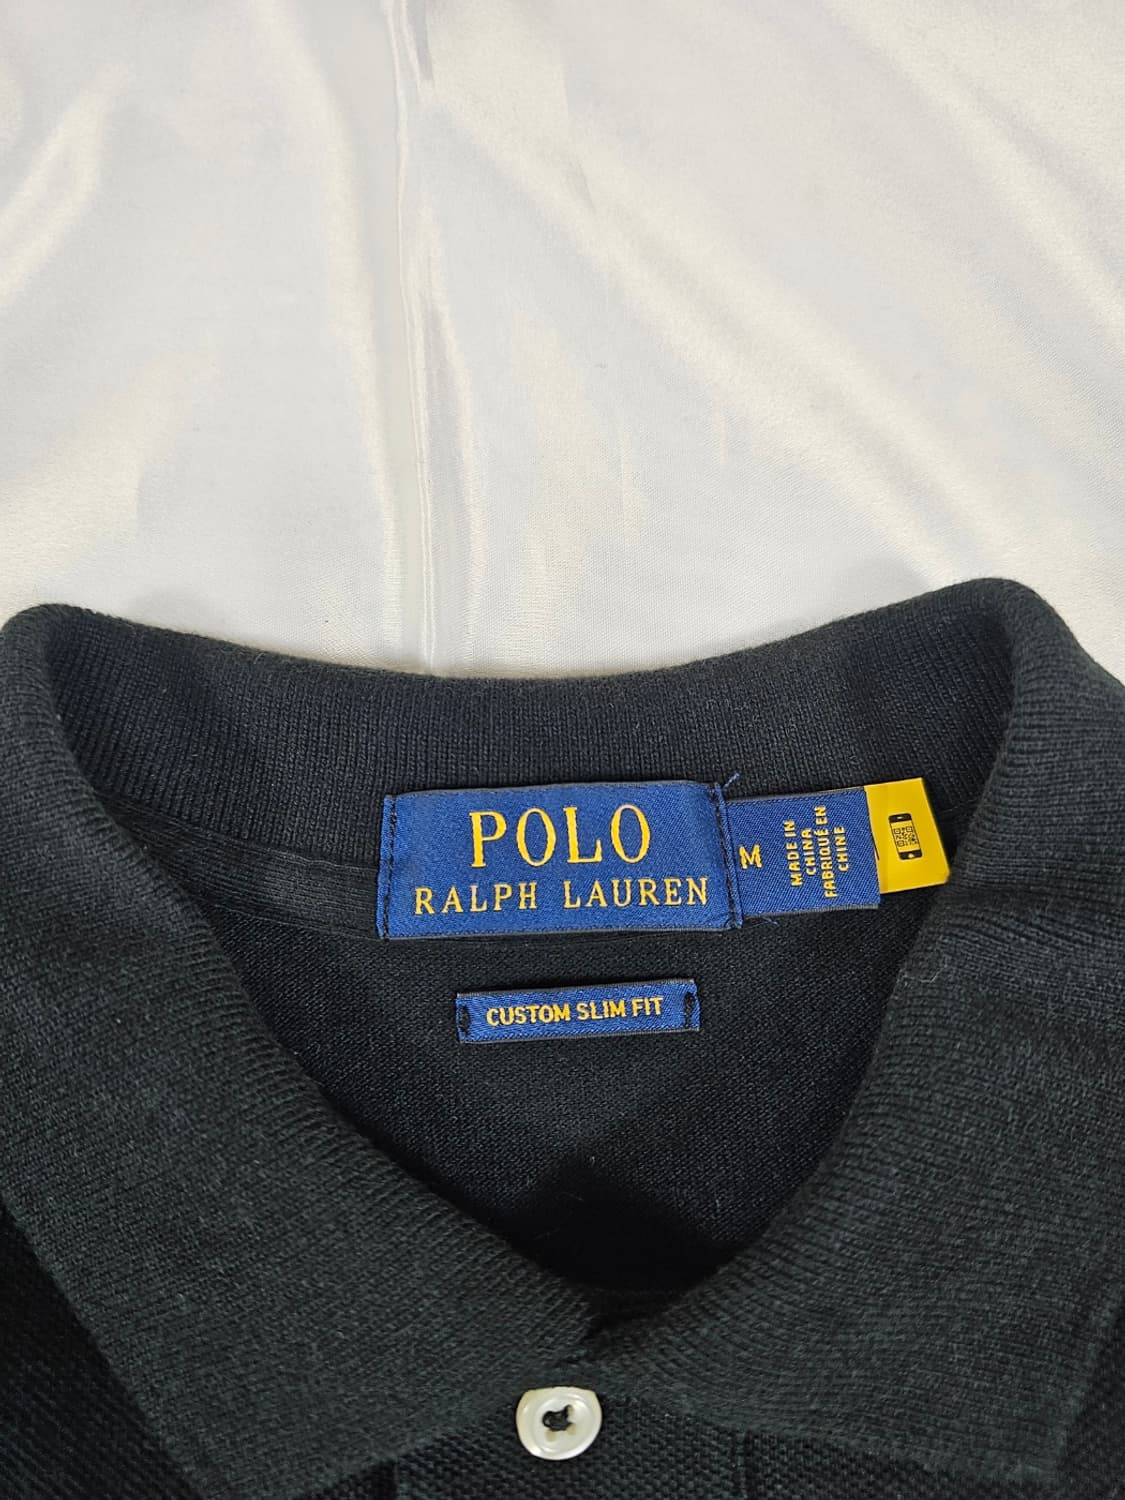 POLO
RALPH LAUREN
M
MADE IN
CHINA
FABRIQUÉ EN
CHINE
CUSTOM SLIM FIT